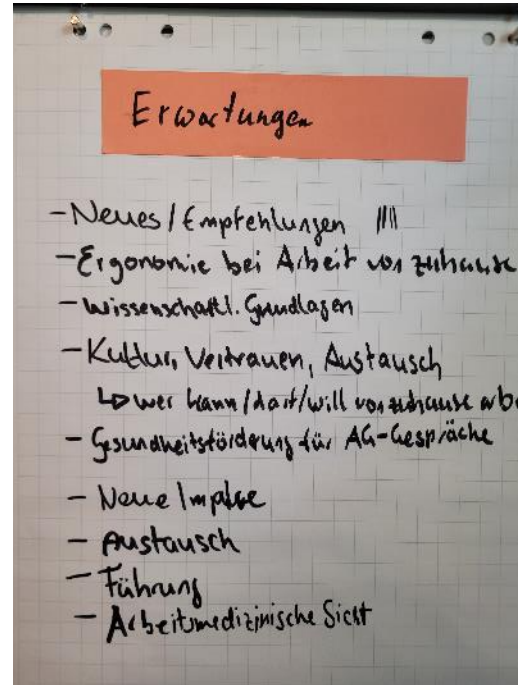 Erwartungen
- Neues / Empfehlungen IIII
- Ergonomie bei Arbeit von zuhause
- Wissenschaftl. Grundlagen
- Kultur, Vertrauen, Austausch
↳ wer kann / darf / will von zuhause arbe
- Gesundheitsförderung für AG-Gespräche
- Neue Impulse
- Austausch
- Führung
- Arbeitsmedizinische Sicht